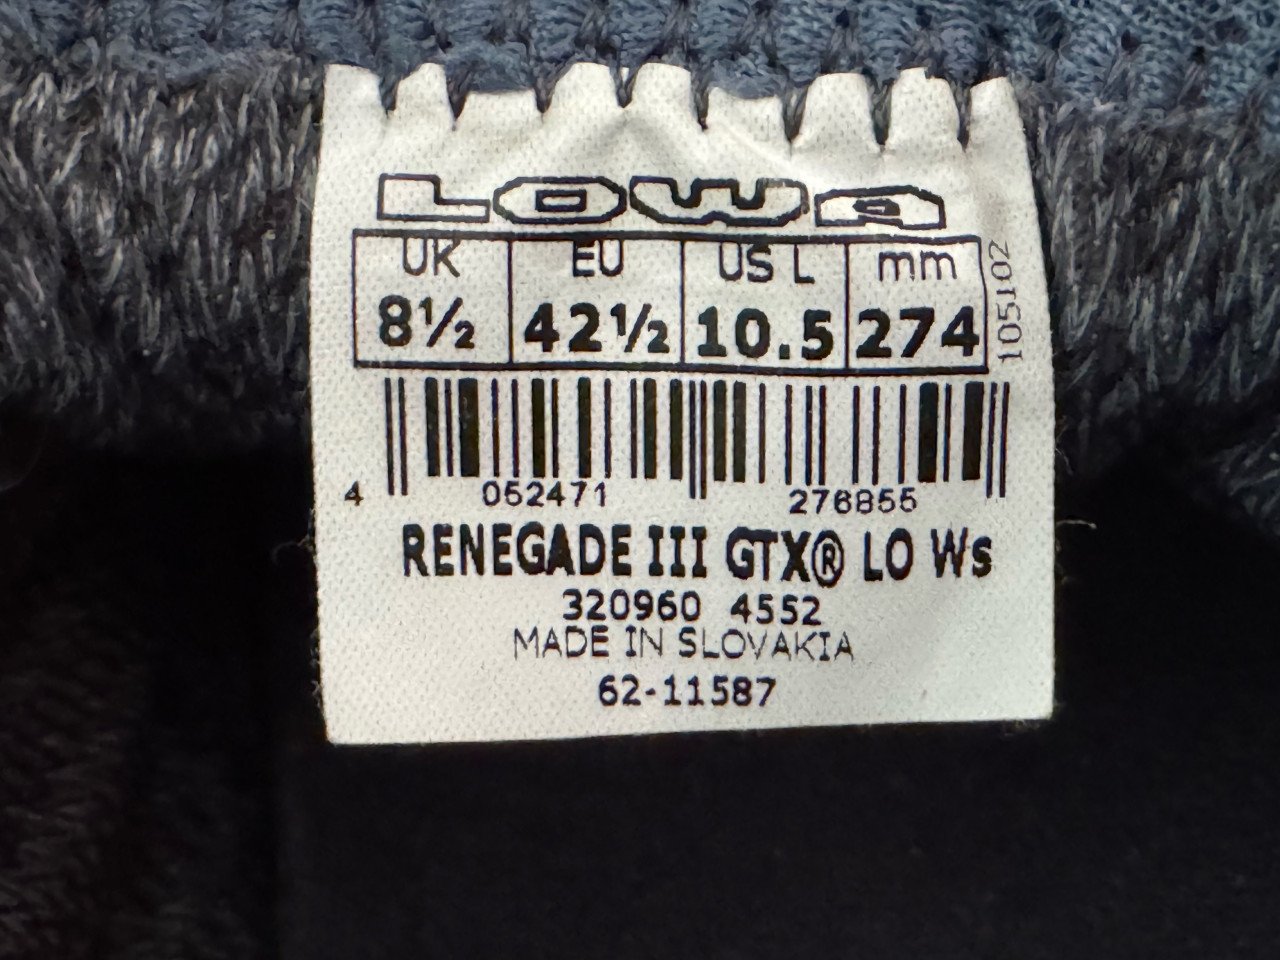 LOWA
UK EU US L mm
8½ 42½ 10.5 274
105102
4 052471 276855
RENEGADE III GTX® LO Ws
320960 4552
MADE IN SLOVAKIA
62-11587